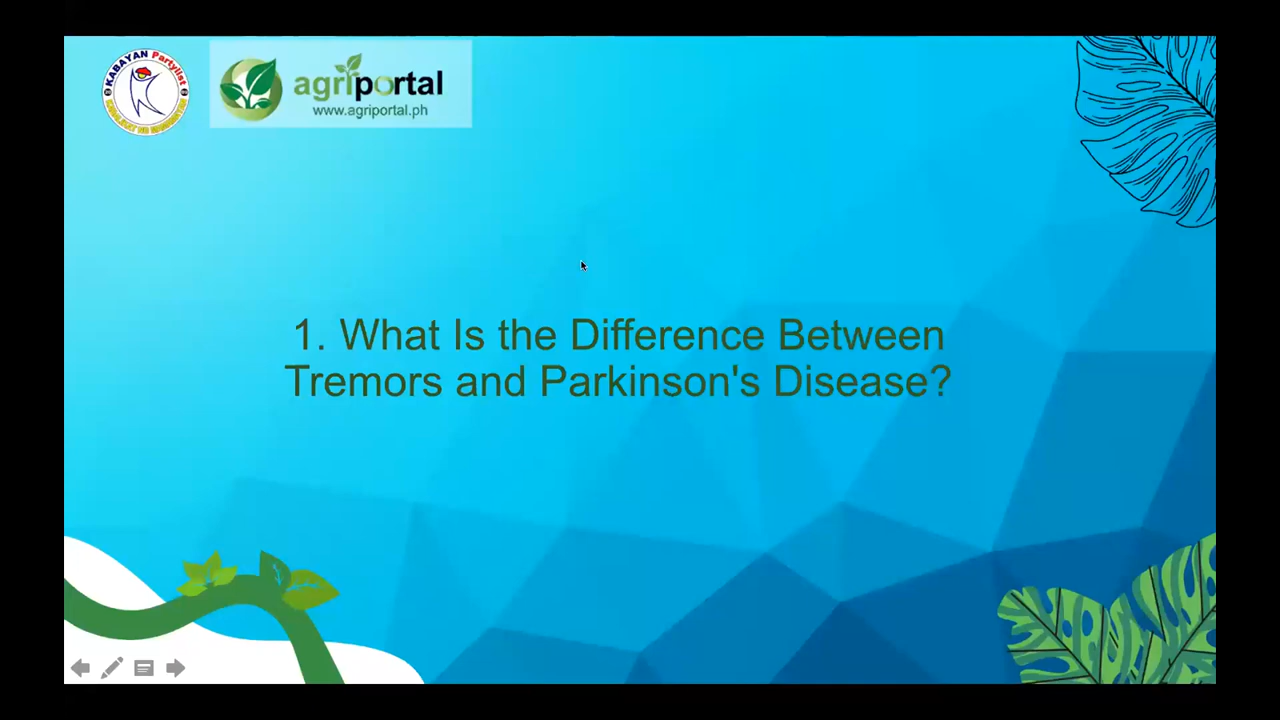 KABAYAN Partylist
agriportal
www.agriportal.ph
1. What Is the Difference Between
Tremors and Parkinson's Disease?